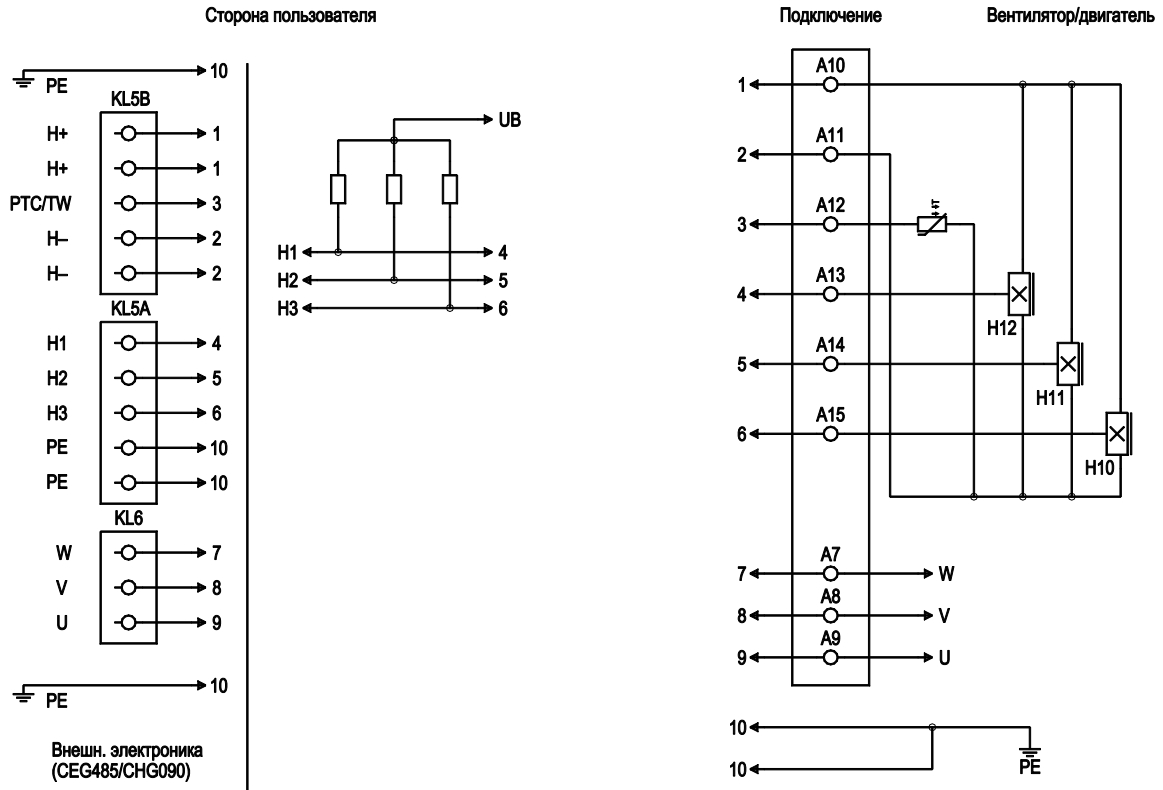 Сторона пользователя
Подключение
Вентилятор/двигатель
PE
10
KL5B
H+ 1
H+ 1
PTC/TW 3
H– 2
H– 2
KL5A
H1 4
H2 5
H3 6
PE 10
PE 10
KL6
W 7
V 8
U 9
PE
10
Внешн. электроника
(CEG485/CHG090)
UB
H1 4
H2 5
H3 6
A10
1
A11
2
A12
3
A13
4
H12
A14
5
H11
A15
6
H10
A7
7 W
A8
8 V
A9
9 U
10
10
PE